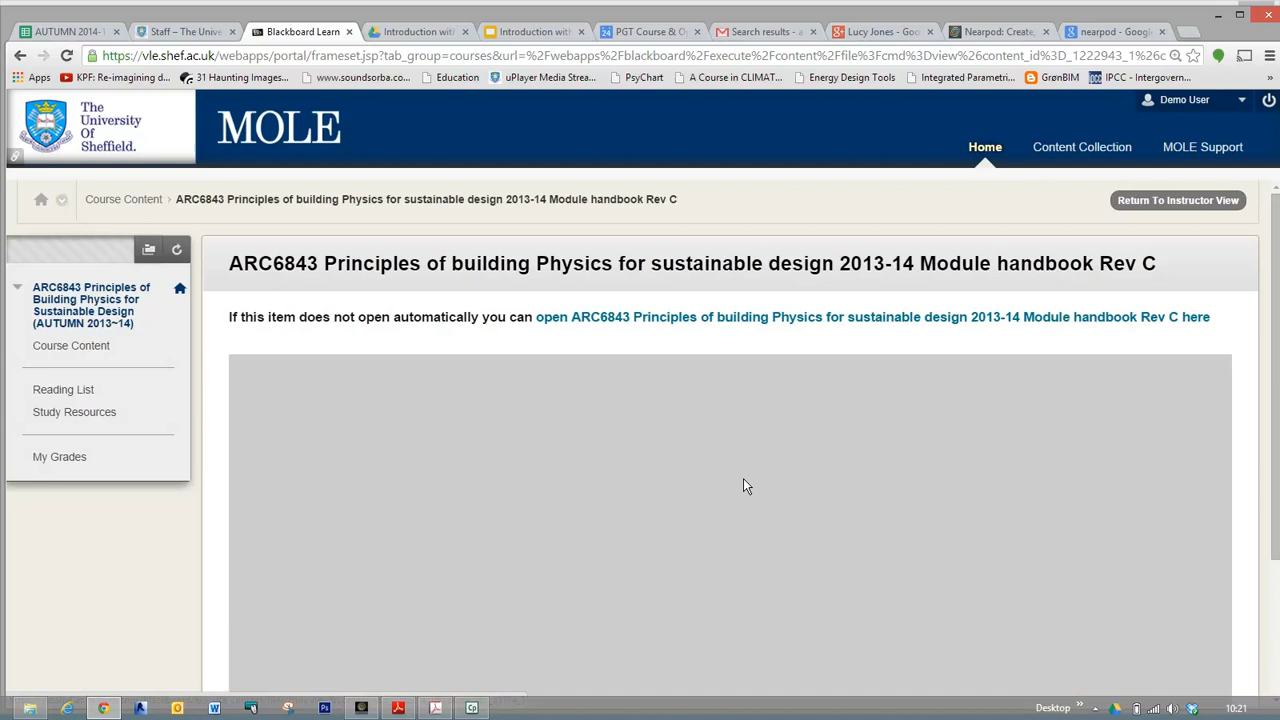 AUTUMN 2014-
Staff – The Unive
Blackboard Learn
Introduction with
Introduction with
PGT Course & Op
Search results - a
Lucy Jones - Goo
Nearpod: Create,
nearpod - Google
https://vle.shef.ac.uk/webapps/portal/frameset.jsp?tab_group=courses&url=%2Fwebapps%2Fblackboard%2Fexecute%2Fcontent%2Ffile%3Fcmd%3Dview%26content_id%3D_1222943_1%26c
Apps
KPF: Re-imagining d...
31 Haunting Image...
www.soundsorba.co...
Edution
uPlayer Media Strea...
PsyChart
A Course in CLIMAT...
Energy Design Tools
Integrated Parametri...
GrønBIM
IPCC - Intergovern...
»
The
University
Of
Sheffield.
MOLE
Demo User
Home
Content Collection
MOLE Support
Course Content › ARC6843 Principles of building Physics for sustainable design 2013-14 Module handbook Rev C
Return To Instructor View
ARC6843 Principles of
Building Physics for
Sustainable Design
(AUTUMN 2013~14)
Course Content
Reading List
Study Resources
My Grades
ARC6843 Principles of building Physics for sustainable design 2013-14 Module handbook Rev C
If this item does not open automatically you can open ARC6843 Principles of building Physics for sustainable design 2013-14 Module handbook Rev C here
Desktop
»
10:21